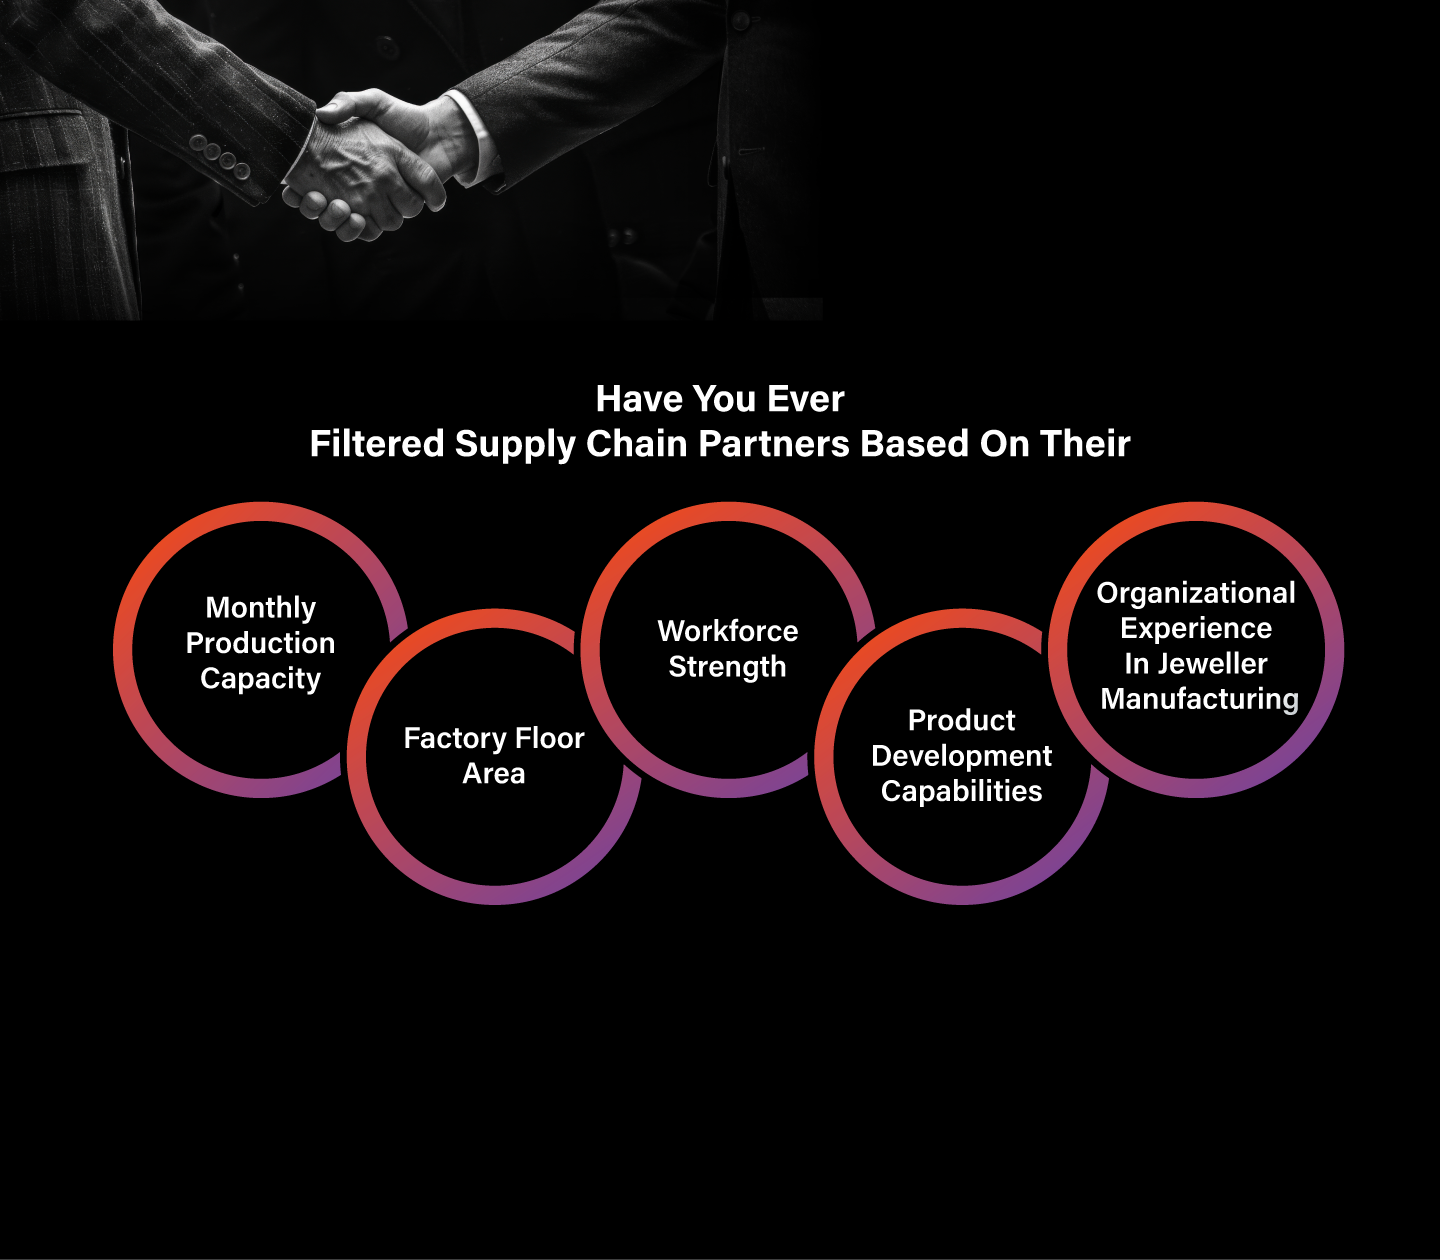 Have You Ever
Filtered Supply Chain Partners Based On Their
Monthly
Production
Capacity
Factory Floor
Area
Workforce
Strength
Product
Development
Capabilities
Organizational
Experience
In Jeweller
Manufacturing